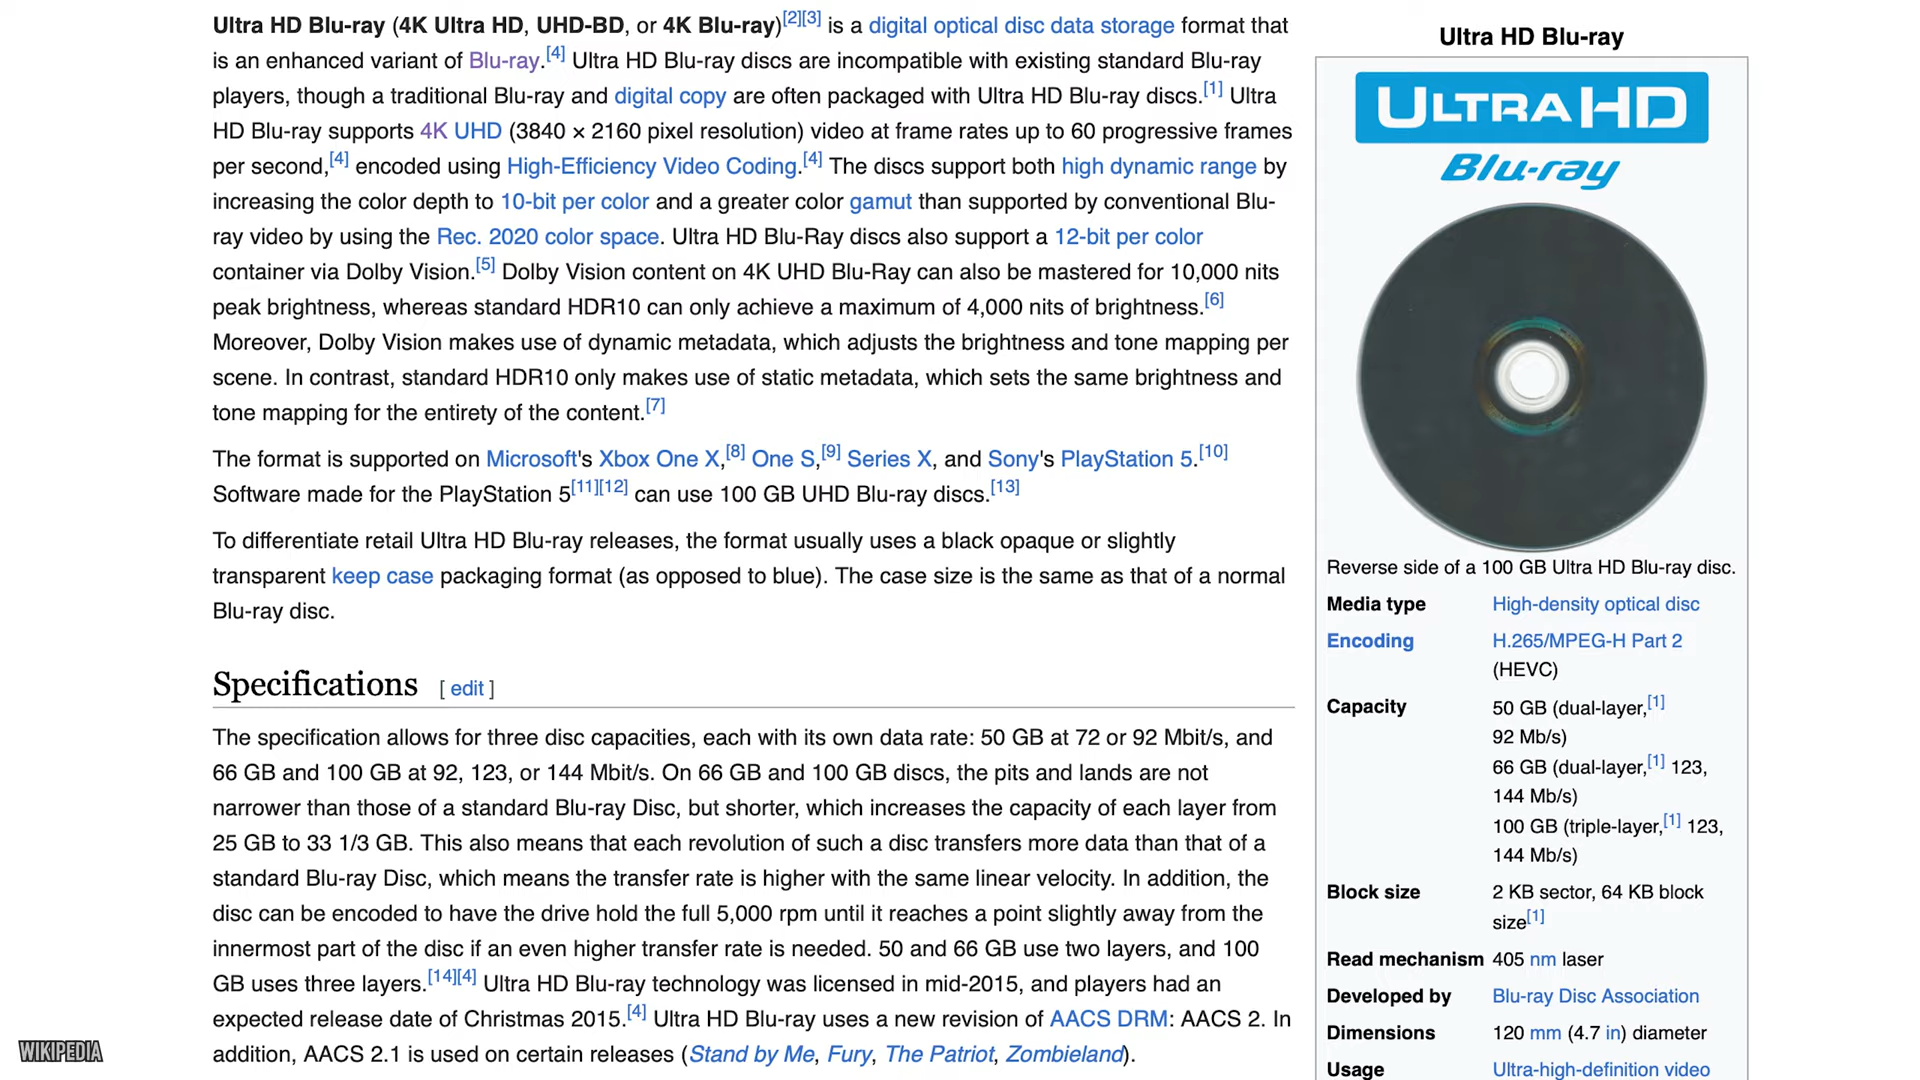 Ultra HD Blu-ray (4K Ultra HD, UHD-BD, or 4K Blu-ray)[2][3] is a digital optical disc data storage format that
is an enhanced variant of Blu-ray.[4] Ultra HD Blu-ray discs are incompatible with existing standard Blu-ray
players, though a traditional Blu-ray and digital copy are often packaged with Ultra HD Blu-ray discs.[1] Ultra
HD Blu-ray supports 4K UHD (3840 × 2160 pixel resolution) video at frame rates up to 60 progressive frames
per second,[4] encoded using High-Efficiency Video Coding.[4] The discs support both high dynamic range by
increasing the color depth to 10-bit per color and a greater color gamut than supported by conventional Blu-
ray video by using the Rec. 2020 color space. Ultra HD Blu-Ray discs also support a 12-bit per color
container via Dolby Vision.[5] Dolby Vision content on 4K UHD Blu-Ray can also be mastered for 10,000 nits
peak brightness, whereas standard HDR10 can only achieve a maximum of 4,000 nits of brightness.[6]
Moreover, Dolby Vision makes use of dynamic metadata, which adjusts the brightness and tone mapping per
scene. In contrast, standard HDR10 only makes use of static metadata, which sets the same brightness and
tone mapping for the entirety of the content.[7]
The format is supported on Microsoft's Xbox One X,[8] One S,[9] Series X, and Sony's PlayStation 5.[10]
Software made for the PlayStation 5[11][12] can use 100 GB UHD Blu-ray discs.[13]
To differentiate retail Ultra HD Blu-ray releases, the format usually uses a black opaque or slightly
transparent keep case packaging format (as opposed to blue). The case size is the same as that of a normal
Blu-ray disc.
Specifications [ edit ]
The specification allows for three disc capacities, each with its own data rate: 50 GB at 72 or 92 Mbit/s, and
66 GB and 100 GB at 92, 123, or 144 Mbit/s. On 66 GB and 100 GB discs, the pits and lands are not
narrower than those of a standard Blu-ray Disc, but shorter, which increases the capacity of each layer from
25 GB to 33 1/3 GB. This also means that each revolution of such a disc transfers more data than that of a
standard Blu-ray Disc, which means the transfer rate is higher with the same linear velocity. In addition, the
disc can be encoded to have the drive hold the full 5,000 rpm until it reaches a point slightly away from the
innermost part of the disc if an even higher transfer rate is needed. 50 and 66 GB use two layers, and 100
GB uses three layers.[14][4] Ultra HD Blu-ray technology was licensed in mid-2015, and players had an
expected release date of Christmas 2015.[4] Ultra HD Blu-ray uses a new revision of AACS DRM: AACS 2. In
addition, AACS 2.1 is used on certain releases (Stand by Me, Fury, The Patriot, Zombieland).
Ultra HD Blu-ray
ULTRA HD
Blu-ray
Reverse side of a 100 GB Ultra HD Blu-ray disc.
Media type High-density optical disc
Encoding H.265/MPEG-H Part 2
(HEVC)
Capacity 50 GB (dual-layer,[1]
92 Mb/s)
66 GB (dual-layer,[1] 123,
144 Mb/s)
100 GB (triple-layer,[1] 123,
144 Mb/s)
Block size 2 KB sector, 64 KB block
size[1]
Read mechanism 405 nm laser
Developed by Blu-ray Disc Association
Dimensions 120 mm (4.7 in) diameter
Usage Ultra-high-definition video
WIKIPEDIA